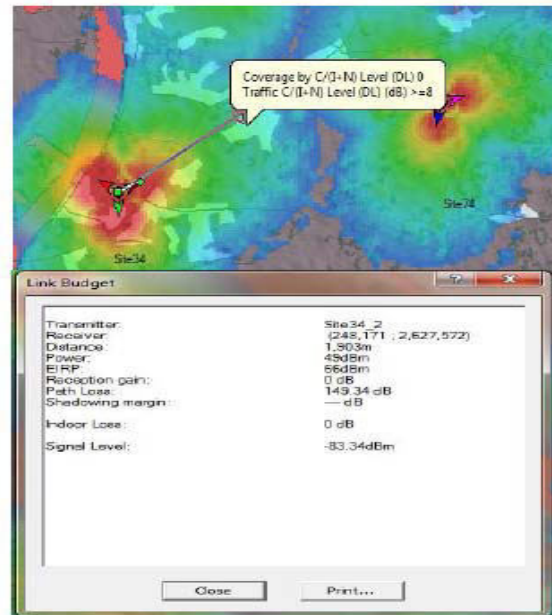 Coverage by C/(I+N) Level (DL) 0
Traffic C/(I+N) Level (DL) (dB) >=8
Site74
Site34
Link Budget
Transmitter: Site34_2
Receiver: (248,171 ; 2,627,572)
Distance: 1,903m
Power: 49dBm
EIRP: 66dBm
Reception gain: 0 dB
Path Loss: 149.34 dB
Shadowing margin: --- dB
Indoor Loss: 0 dB
Signal Level: -83.34dBm
Close Print...